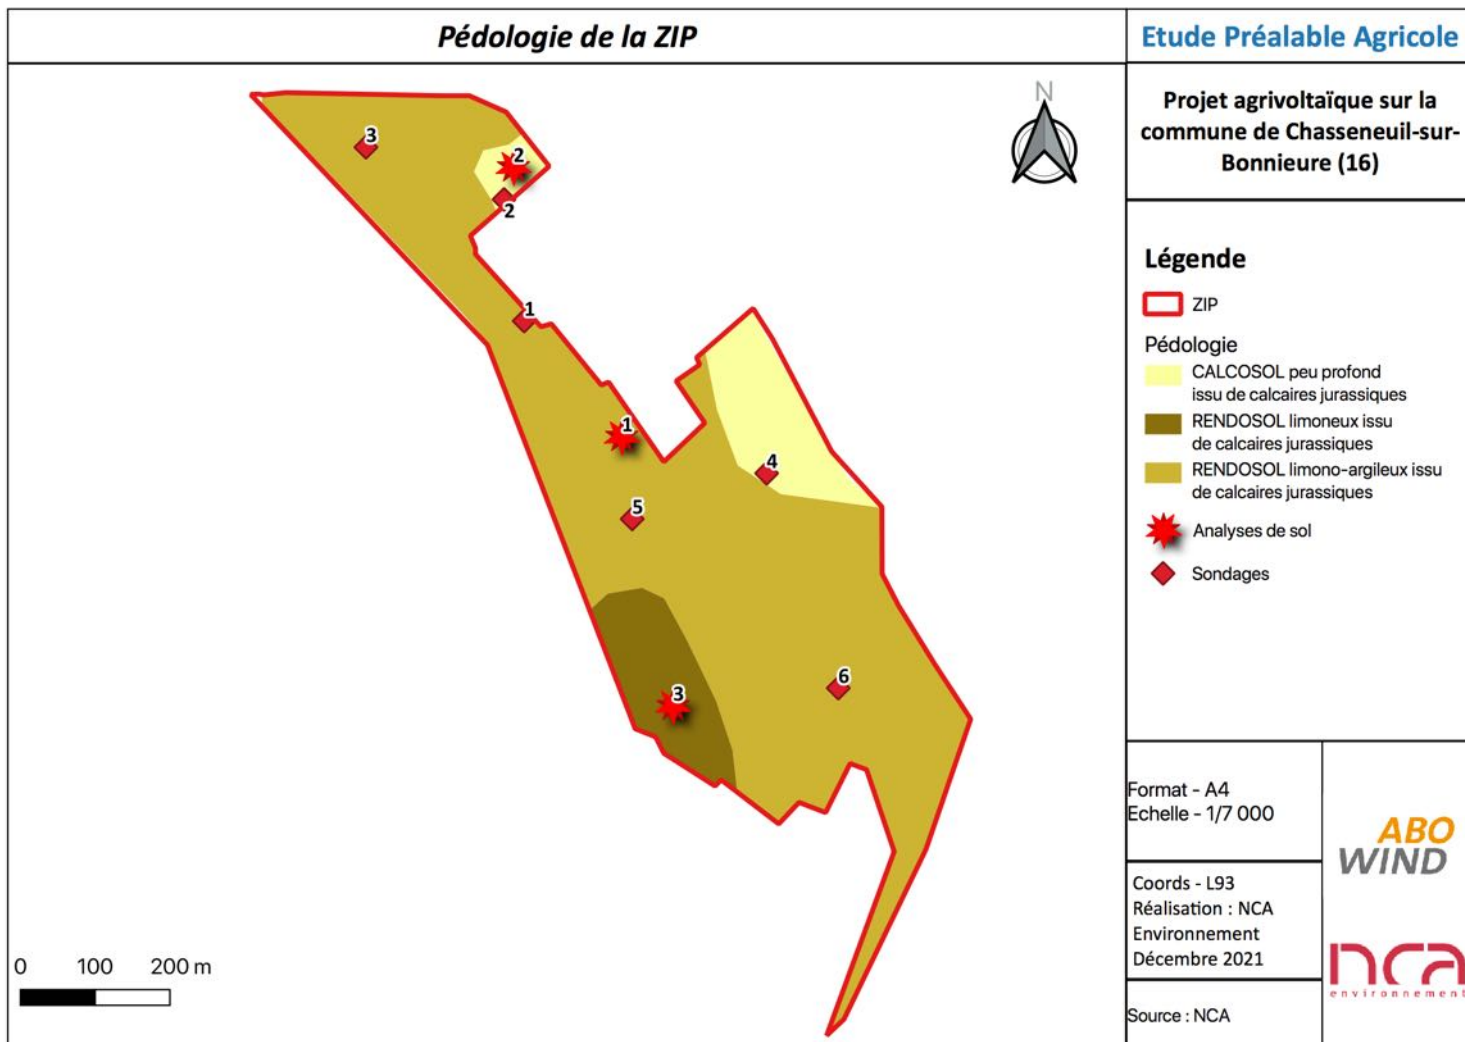 Pédologie de la ZIP
Etude Préalable Agricole
Projet agrivoltaïque sur la
commune de Chasseneuil-sur-
Bonnieure (16)
N
3
2
2
1
1
4
5
3
6
0 100 200 m
Légende
ZIP
Pédologie
CALCOSOL peu profond
issu de calcaires jurassiques
RENDOSOL limoneux issu
de calcaires jurassiques
RENDOSOL limono-argileux issu
de calcaires jurassiques
Analyses de sol
Sondages
Format - A4
Echelle - 1/7 000
Coords - L93
Réalisation : NCA
Environnement
Décembre 2021
Source : NCA
ABO
WIND
nca
environnement